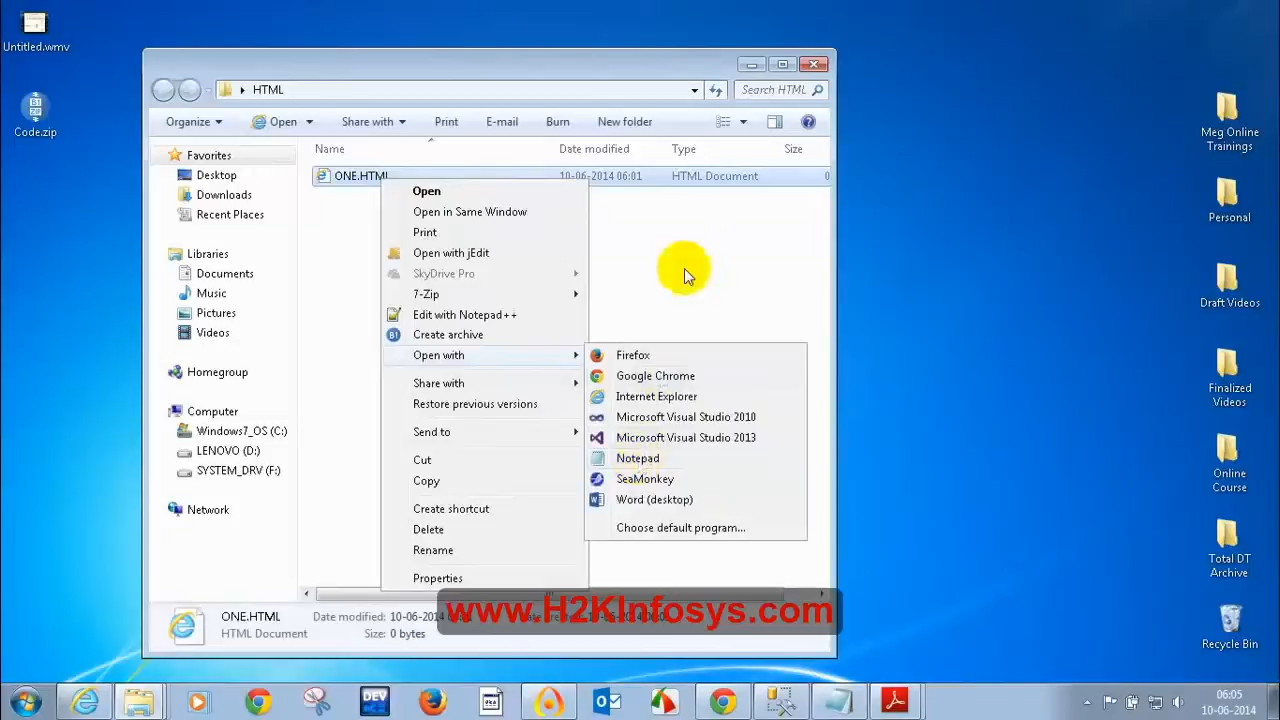 Untitled.wmv
Code.zip
HTML
Search HTML
Organize
Open
Share with
Print
E-mail
Burn
New folder
Name
Date modified
Type
Size
ONE.HTML
10-06-2014 06:01
HTML Document
0
Favorites
Desktop
Downloads
Recent Places
Libraries
Documents
Music
Pictures
Videos
Homegroup
Computer
Windows7_OS (C:)
LENOVO (D:)
SYSTEM_DRV (F:)
Network
Open
Open in Same Window
Print
Open with jEdit
SkyDrive Pro
7-Zip
Edit with Notepad++
Create archive
Open with
Share with
Restore previous versions
Send to
Cut
Copy
Create shortcut
Delete
Rename
Properties
Firefox
Google Chrome
Internet Explorer
Microsoft Visual Studio 2010
Microsoft Visual Studio 2013
Notepad
SeaMonkey
Word (desktop)
Choose default program...
ONE.HTML
Date modified: 10-06-2014
HTML Document
Size: 0 bytes
www.H2KInfosys.com
Meg Online
Trainings
Personal
Draft Videos
Finalized
Videos
Online
Course
Total DT
Archive
Recycle Bin
DEV
06:05
10-06-2014